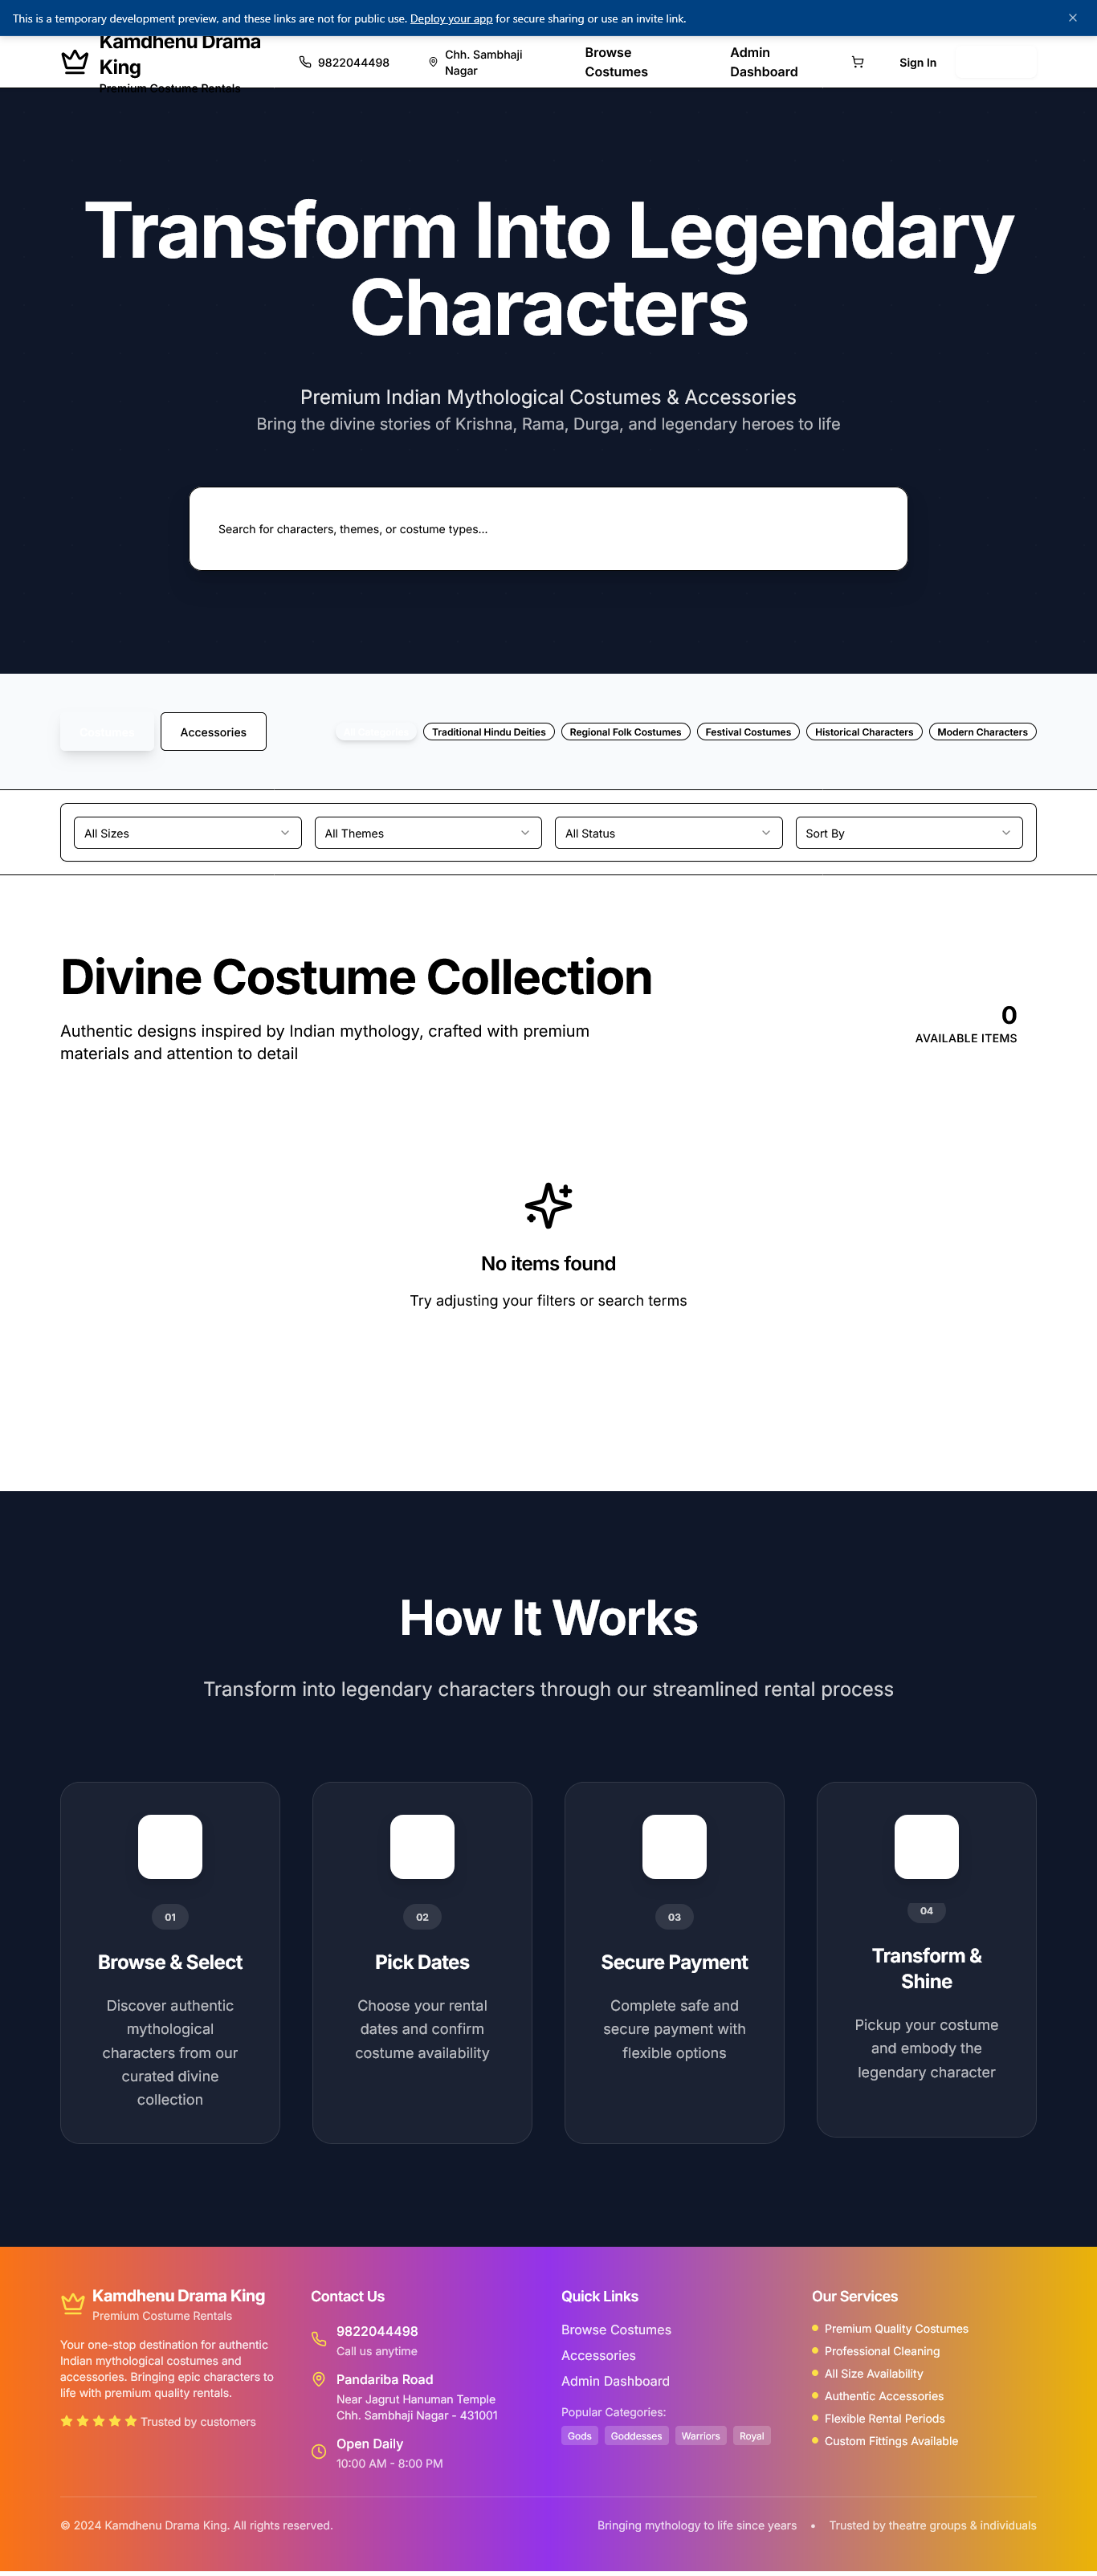 This is a temporary development preview, and these links are not for public use. Deploy your app for secure sharing or use an invite link.
Kamdhenu Drama
King
Premium Costume Rentals
9822044498
Chh. Sambhaji
Nagar
Browse
Costumes
Admin
Dashboard
Sign In
Transform Into Legendary
Characters
Premium Indian Mythological Costumes & Accessories
Bring the divine stories of Krishna, Rama, Durga, and legendary heroes to life
Search for characters, themes, or costume types...
Accessories
Traditional Hindu Deities
Regional Folk Costumes
Festival Costumes
Historical Characters
Modern Characters
All Sizes
All Themes
All Status
Sort By
Divine Costume Collection
Authentic designs inspired by Indian mythology, crafted with premium
materials and attention to detail
0
AVAILABLE ITEMS
No items found
Try adjusting your filters or search terms
How It Works
Transform into legendary characters through our streamlined rental process
01
Browse & Select
Discover authentic
mythological
characters from our
curated divine
collection
02
Pick Dates
Choose your rental
dates and confirm
costume availability
03
Secure Payment
Complete safe and
secure payment with
flexible options
04
Transform &
Shine
Pickup your costume
and embody the
legendary character
Kamdhenu Drama King
Premium Costume Rentals
Your one-stop destination for authentic
Indian mythological costumes and
accessories. Bringing epic characters to
life with premium quality rentals.
Trusted by customers
Contact Us
9822044498
Call us anytime
Pandariba Road
Near Jagrut Hanuman Temple
Chh. Sambhaji Nagar - 431001
Open Daily
10:00 AM - 8:00 PM
Quick Links
Browse Costumes
Accessories
Admin Dashboard
Popular Categories:
Gods
Goddesses
Warriors
Royal
Our Services
Premium Quality Costumes
Professional Cleaning
All Size Availability
Authentic Accessories
Flexible Rental Periods
Custom Fittings Available
© 2024 Kamdhenu Drama King. All rights reserved.
Bringing mythology to life since years • Trusted by theatre groups & individuals